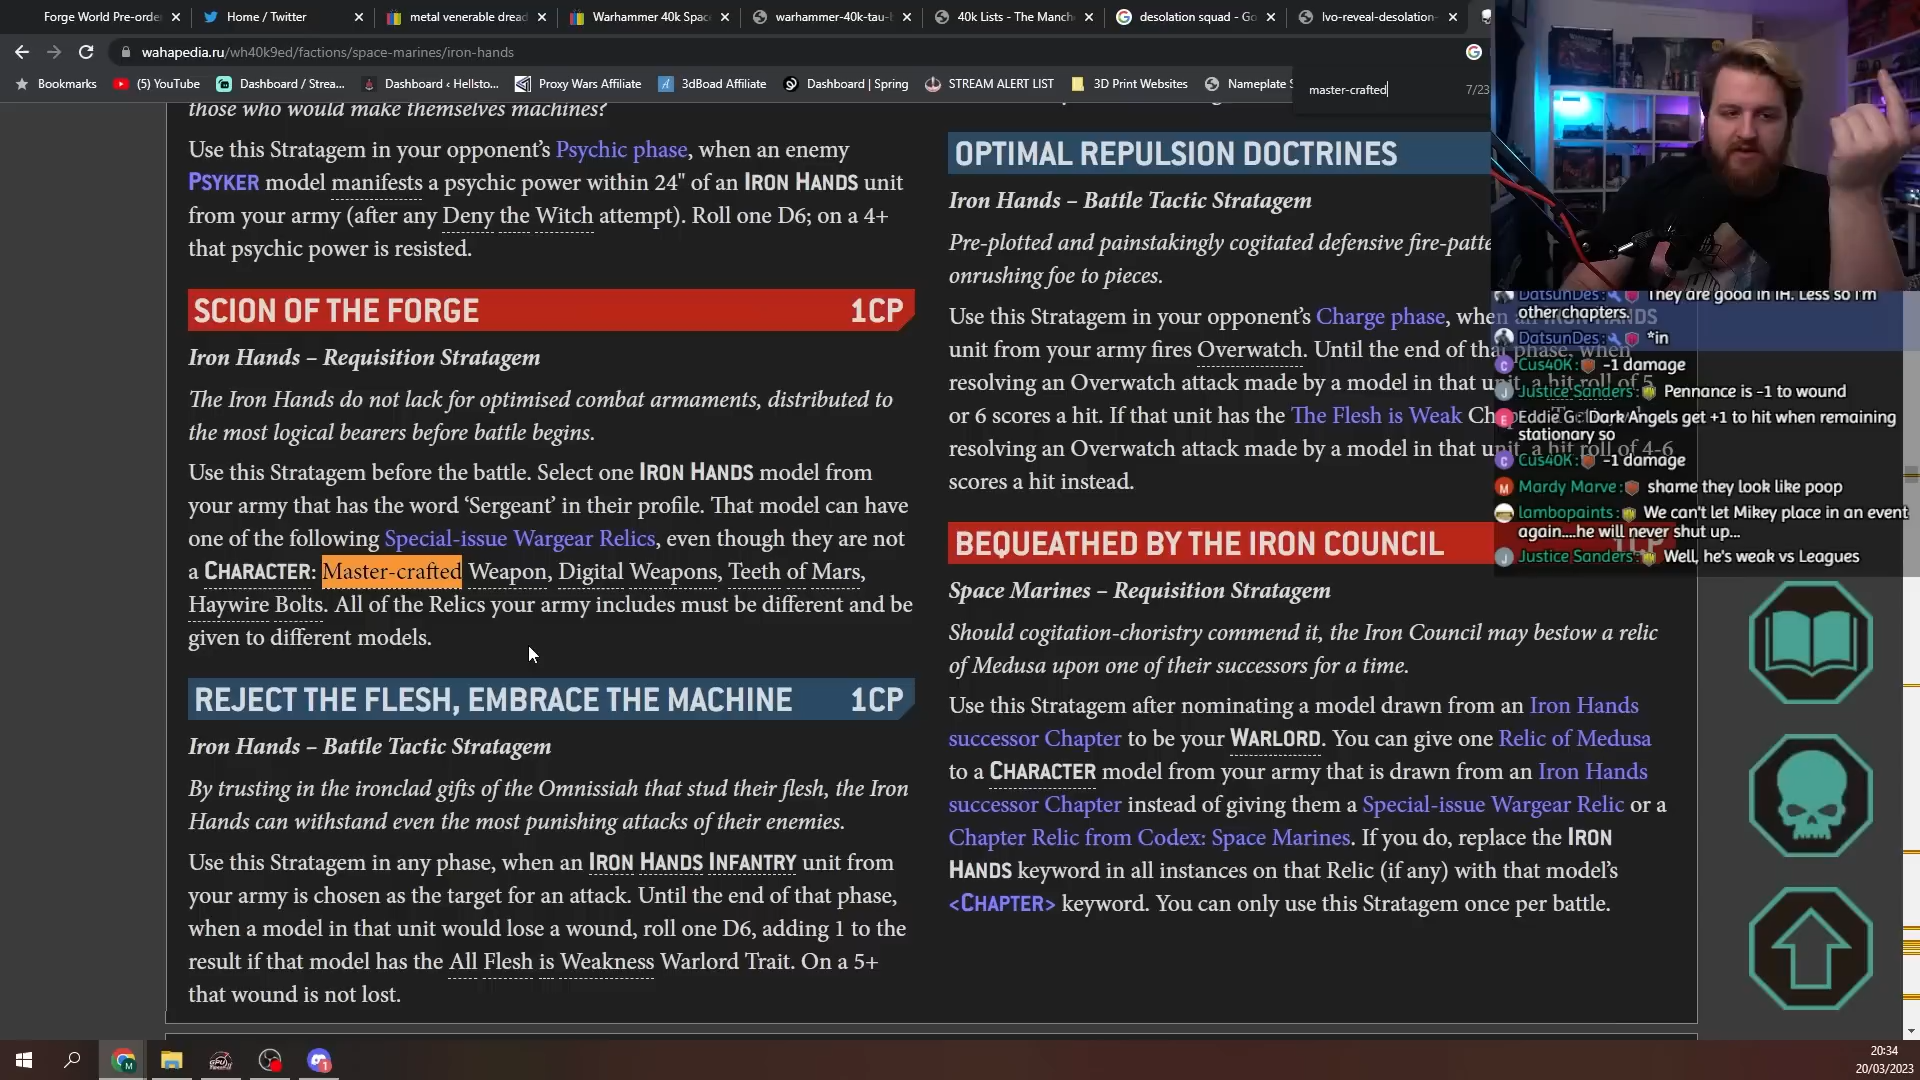 Forge World Pre-order
Home / Twitter
metal venerable dread
Warhammer 40k Spac
warhammer-40k-tau-b
40k Lists - The Manch
desolation squad - Go
lvo-reveal-desolation-
wahapedia.ru/wh40k9ed/factions/space-marines/iron-hands
Bookmarks
(5) YouTube
Dashboard / Strea...
Dashboard ‹ Hellsto...
Proxy Wars Affiliate
3dBoad Affiliate
Dashboard | Spring
STREAM ALERT LIST
3D Print Websites
Nameplate
master-crafted
7/23
those who would make themselves machines?
Use this Stratagem in your opponent's Psychic phase, when an enemy
PSYKER model manifests a psychic power within 24" of an IRON HANDS unit
from your army (after any Deny the Witch attempt). Roll one D6; on a 4+
that psychic power is resisted.
SCION OF THE FORGE 1CP
Iron Hands – Requisition Stratagem
The Iron Hands do not lack for optimised combat armaments, distributed to
the most logical bearers before battle begins.
Use this Stratagem before the battle. Select one IRON HANDS model from
your army that has the word 'Sergeant' in their profile. That model can have
one of the following Special-issue Wargear Relics, even though they are not
a CHARACTER: Master-crafted Weapon, Digital Weapons, Teeth of Mars,
Haywire Bolts. All of the Relics your army includes must be different and be
given to different models.
REJECT THE FLESH, EMBRACE THE MACHINE 1CP
Iron Hands – Battle Tactic Stratagem
By trusting in the ironclad gifts of the Omnissiah that stud their flesh, the Iron
Hands can withstand even the most punishing attacks of their enemies.
Use this Stratagem in any phase, when an IRON HANDS INFANTRY unit from
your army is chosen as the target for an attack. Until the end of that phase,
when a model in that unit would lose a wound, roll one D6, adding 1 to the
result if that model has the All Flesh is Weakness Warlord Trait. On a 5+
that wound is not lost.
OPTIMAL REPULSION DOCTRINES
Iron Hands – Battle Tactic Stratagem
Pre-plotted and painstakingly cogitated defensive fire-patte
onrushing foe to pieces.
Use this Stratagem in your opponent's Charge phase, when an IRON HANDS
unit from your army fires Overwatch. Until the end of that phase, when
resolving an Overwatch attack made by a model in that unit, a hit roll of 5
or 6 scores a hit. If that unit has the The Flesh is Weak Ch
resolving an Overwatch attack made by a model in that unit, a hit roll of 4-6
scores a hit instead.
BEQUEATHED BY THE IRON COUNCIL 1CP
Space Marines – Requisition Stratagem
Should cogitation-choristry commend it, the Iron Council may bestow a relic
of Medusa upon one of their successors for a time.
Use this Stratagem after nominating a model drawn from an Iron Hands
successor Chapter to be your WARLORD. You can give one Relic of Medusa
to a CHARACTER model from your army that is drawn from an Iron Hands
successor Chapter instead of giving them a Special-issue Wargear Relic or a
Chapter Relic from Codex: Space Marines. If you do, replace the IRON
HANDS keyword in all instances on that Relic (if any) with that model's
<CHAPTER> keyword. You can only use this Stratagem once per battle.
DatsunDes: They are good in IH. Less so i'm
other chapters.
DatsunDes: *in
Cus40K: -1 damage
Justice Sanders: Pennance is -1 to wound
Eddie G: Dark Angels get +1 to hit when remaining
stationary so
Cus40K: -1 damage
Mardy Marve: shame they look like poop
lambopaints: We can't let Mikey place in an event
again....he will never shut up...
Justice Sanders: Well, he's weak vs Leagues
20:34
20/03/2023